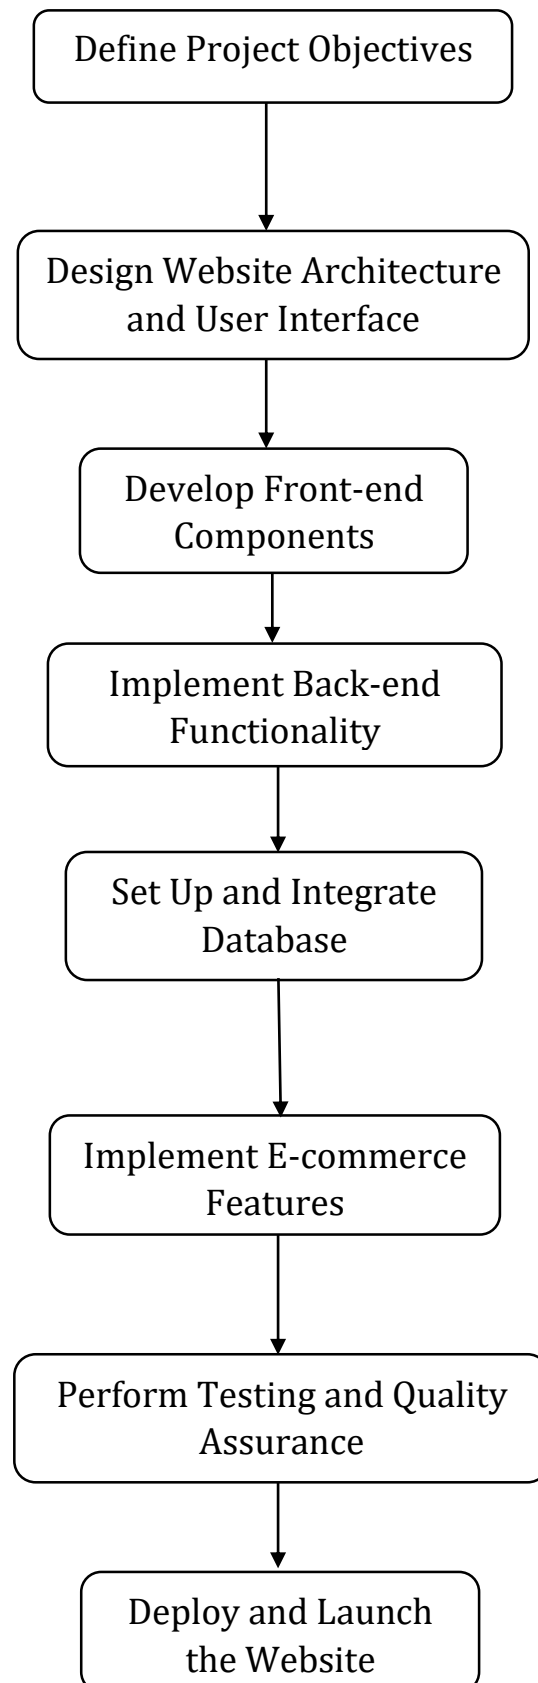 Define Project Objectives
Design Website Architecture
and User Interface
Develop Front-end
Components
Implement Back-end
Functionality
Set Up and Integrate
Database
Implement E-commerce
Features
Perform Testing and Quality
Assurance
Deploy and Launch
the Website